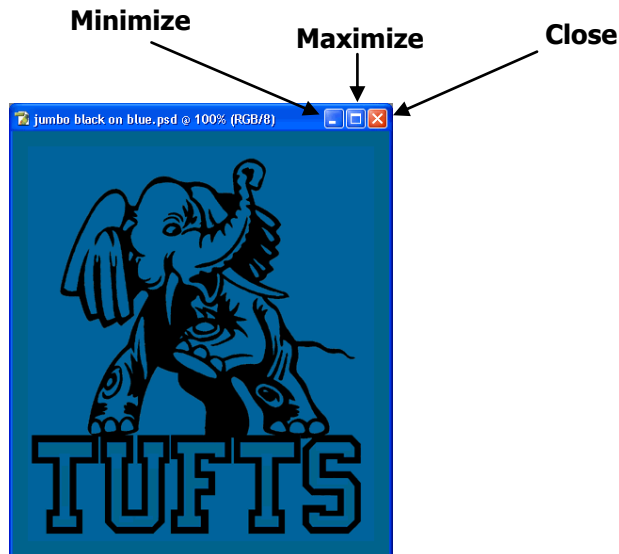 Minimize
Maximize
Close
jumbo black on blue.psd @ 100% (RGB/8)
TUFTS